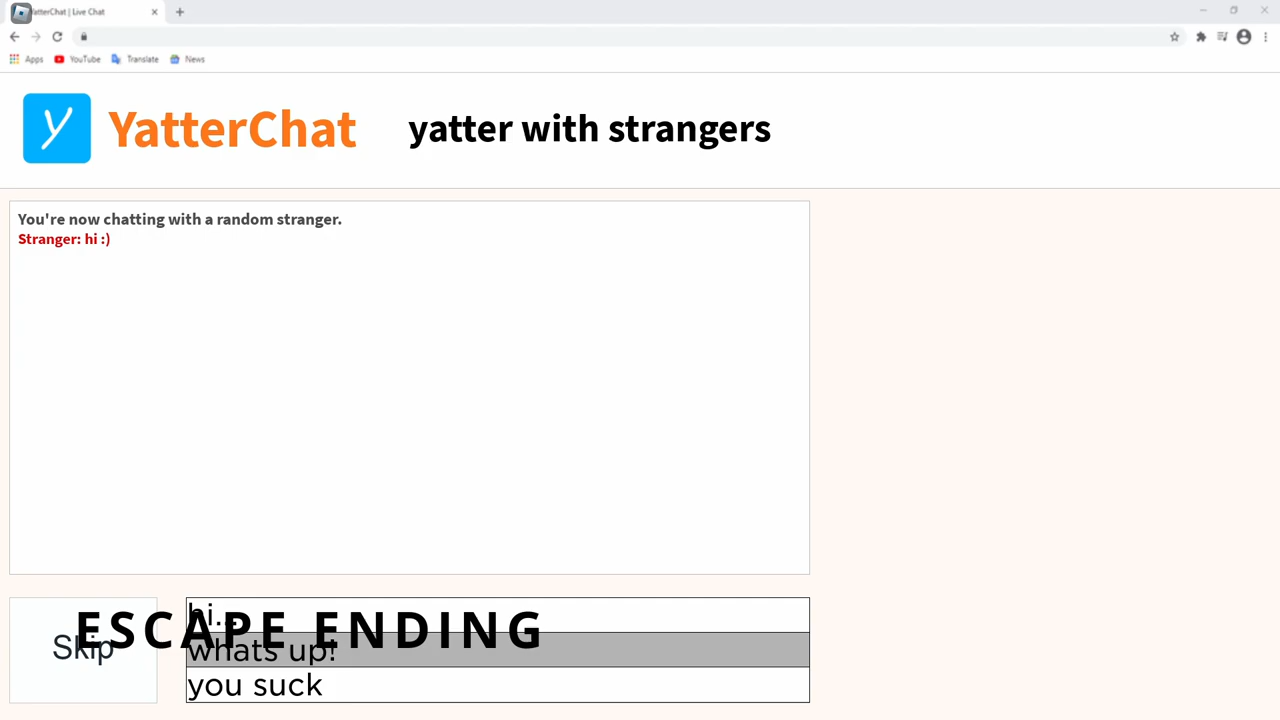 YatterChat | Live Chat
Apps YouTube Translate News
y YatterChat yatter with strangers
You're now chatting with a random stranger.
Stranger: hi :)
Skip
hi...
whats up!
you suck
ESCAPE ENDING